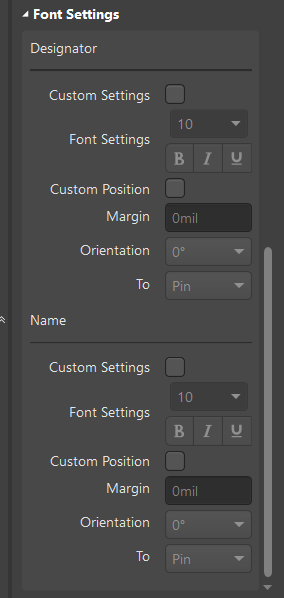 Font Settings
Designator
Custom Settings
10
Font Settings
B I U
Custom Position
Margin 0mil
Orientation 0°
To Pin
Name
Custom Settings
10
Font Settings
B I U
Custom Position
Margin 0mil
Orientation 0°
To Pin